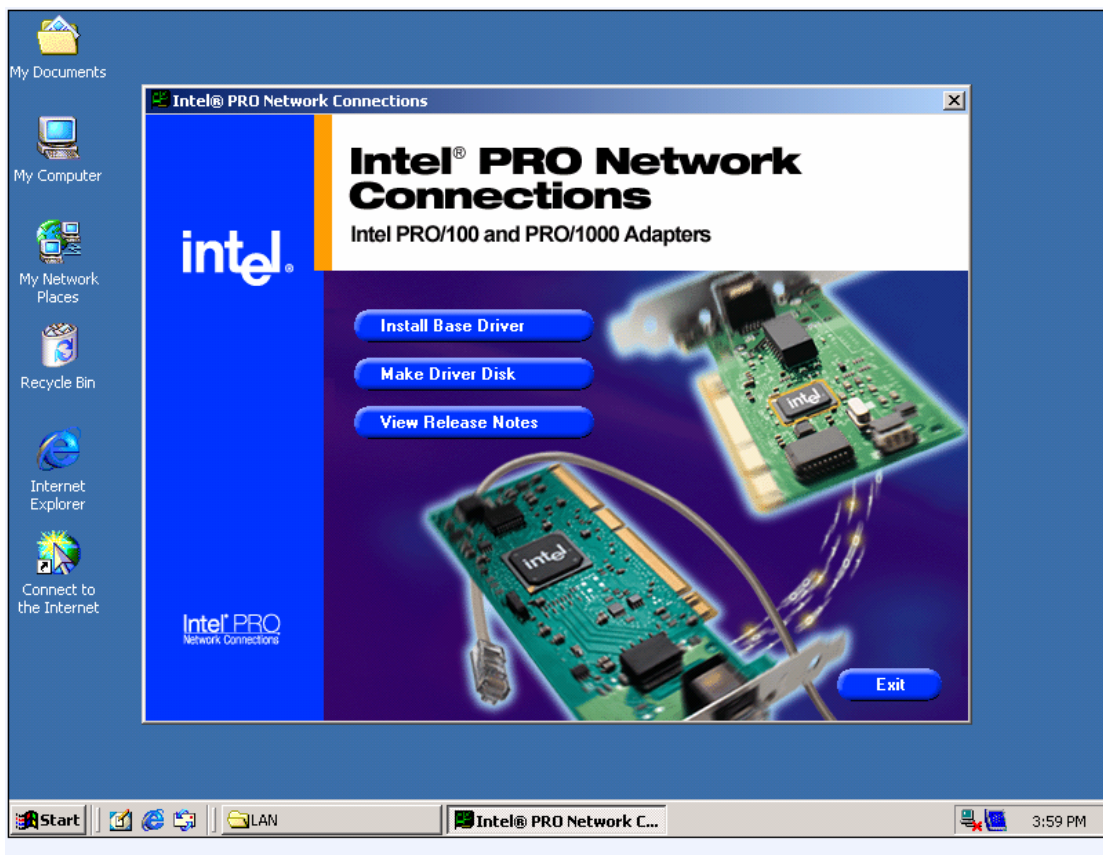 My Documents
My Computer
My Network
Places
Recycle Bin
Internet
Explorer
Connect to
the Internet
Intel® PRO Network Connections
intel®
Intel® PRO Network
Connections
Intel PRO/100 and PRO/1000 Adapters
Install Base Driver
Make Driver Disk
View Release Notes
intel
intel
Intel® PRO
Network Connections
Exit
Start
LAN
Intel® PRO Network C...
3:59 PM